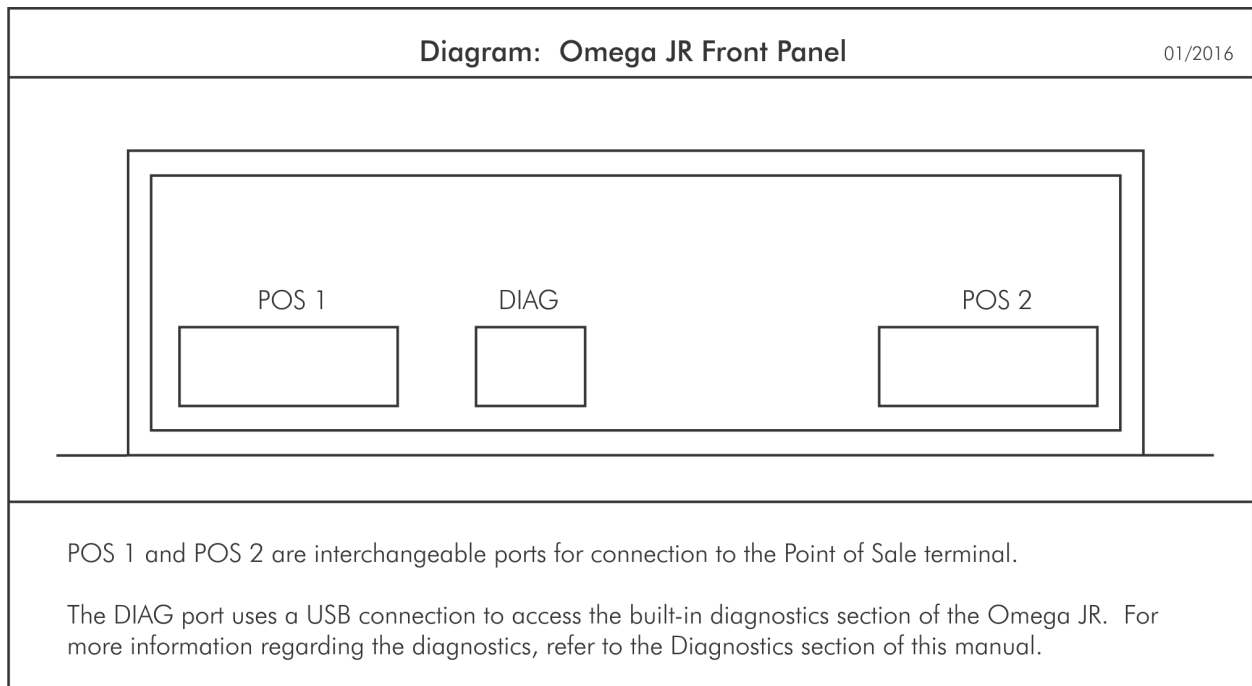 Diagram:  Omega JR Front Panel
01/2016
POS 1
DIAG
POS 2
POS 1 and POS 2 are interchangeable ports for connection to the Point of Sale terminal.
The DIAG port uses a USB connection to access the built-in diagnostics section of the Omega JR.  For
more information regarding the diagnostics, refer to the Diagnostics section of this manual.